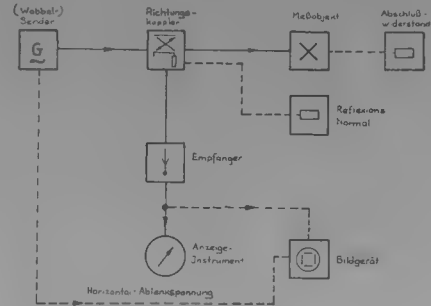 (Wobbel-)
Sender
Richtungs-
koppler
Meßobjekt
Abschluß-
widerstand
G
Reflexions
Normal
Empfänger
Anzeige-
Instrument
Bildgerät
Horizontal-Ablenkspannung